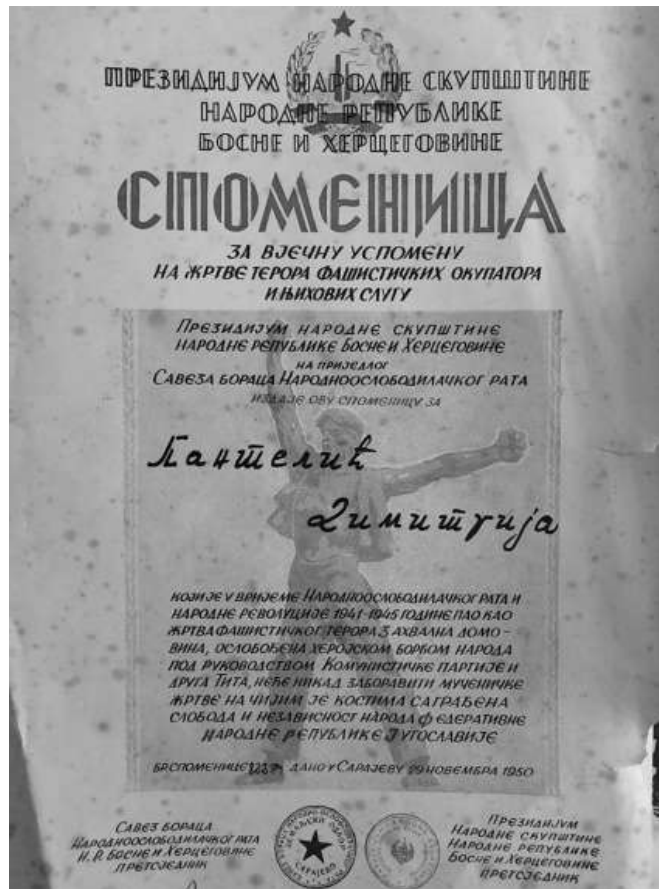 ПРЕЗИДИЈУМ НАРОДНЕ СКУПШТИНЕ
НАРОДНЕ РЕПУБЛИКЕ
БОСНЕ И ХЕРЦЕГОВИНЕ
СПОМЕНИЦА
ЗА ВЈЕЧНУ УСПОМЕНУ
НА ЖРТВЕ ТЕРОРА ФАШИСТИЧКИХ ОКУПАТОРА
И ЊИХОВИХ СЛУГУ
ПРЕЗИДИЈУМ НАРОДНЕ СКУПШТИНЕ
НАРОДНЕ РЕПУБЛИКЕ БОСНЕ И ХЕРЦЕГОВИНЕ
НА ПРИЈЕДЛОГ
САВЕЗА БОРАЦА НАРОДНООСЛОБОДИЛАЧКОГ РАТА
ИЗДАЈЕ ОВУ СПОМЕНИЦУ ЗА
Пантелић
Димитрија
КОЈИ ЈЕ У ВРИЈЕМЕ НАРОДНООСЛОБОДИЛАЧКОГ РАТА И
НАРОДНЕ РЕВОЛУЦИЈЕ 1941-1945 ГОДИНЕ ПАО КАО
ЖРТВА ФАШИСТИЧКОГ ТЕРОРА ЗАХВАЛНА ДОМО-
ВИНА, ОСЛОБОЂЕНА ХЕРОЈСКОМ БОРБОМ НАРОДА
ПОД РУКОВОДСТВОМ КОМУНИСТИЧКЕ ПАРТИЈЕ И
ДРУГА ТИТА, НЕЋЕ НИКАД ЗАБОРАВИТИ МУЧЕНИЧКЕ
ЖРТВЕ НА ЧИЈИМ ЈЕ КОСТИМА САГРАЂЕНА
СЛОБОДА И НЕЗАВИСНОСТ НАРОДА ФЕДЕРАТИВНЕ
НАРОДНЕ РЕПУБЛИКЕ ЈУГОСЛАВИЈЕ
БР. СПОМЕНИЦЕ ДАНО У САРАЈЕВУ 29 НОВЕМБРА 1950
САВЕЗ БОРАЦА
НАРОДНООСЛОБОДИЛАЧКОГ РАТА
Н. Р. БОСНЕ И ХЕРЦЕГОВИНЕ
ПРЕТСЈЕДНИК
САРАЈЕВО
ПРЕЗИДИЈУМ
НАРОДНЕ СКУПШТИНЕ
НАРОДНЕ РЕПУБЛИКЕ
БОСНЕ И ХЕРЦЕГОВИНЕ
ПРЕТСЈЕДНИК